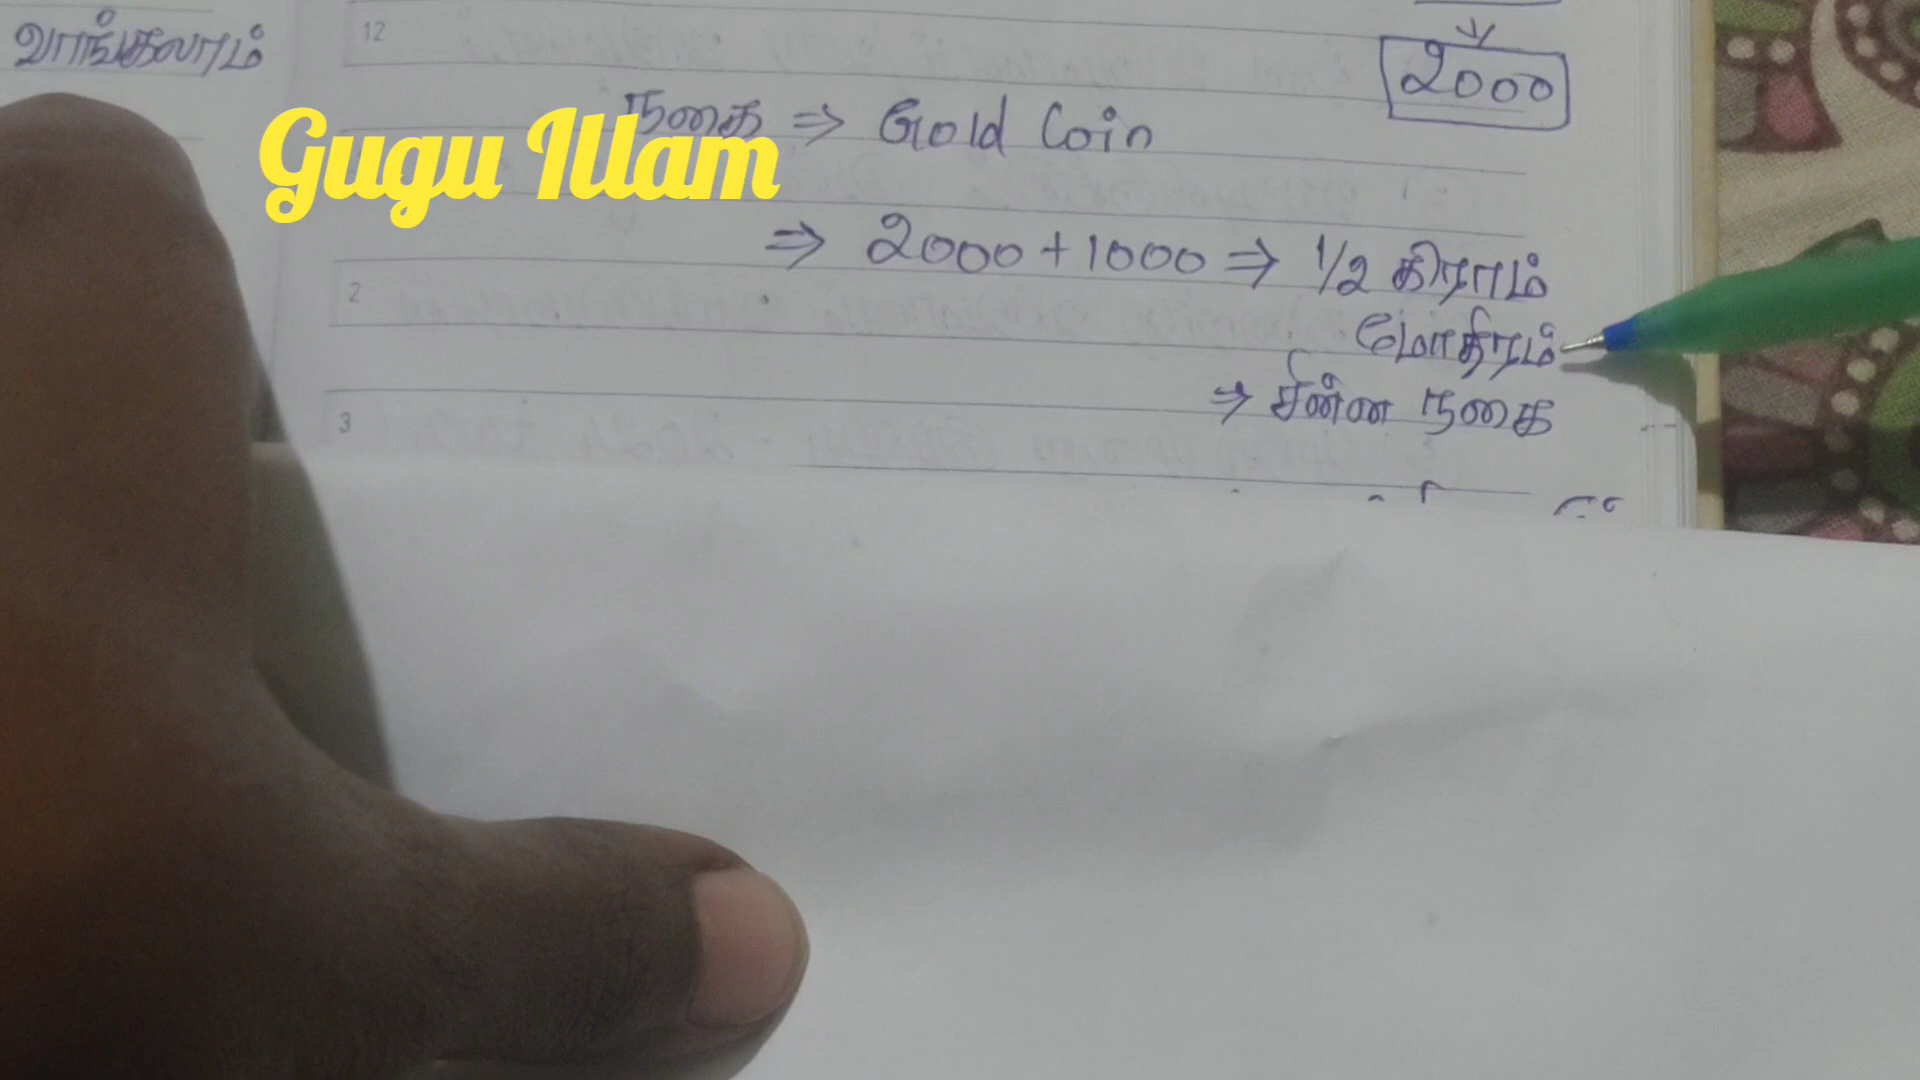 வாங்கலாம்
12
2000
நகை ⇒ Gold Coin
Gugu Illam
⇒ 2000 + 1000 ⇒ 1/2 கிராம்
2
மோதிரம்
⇒ சின்ன நகை
3